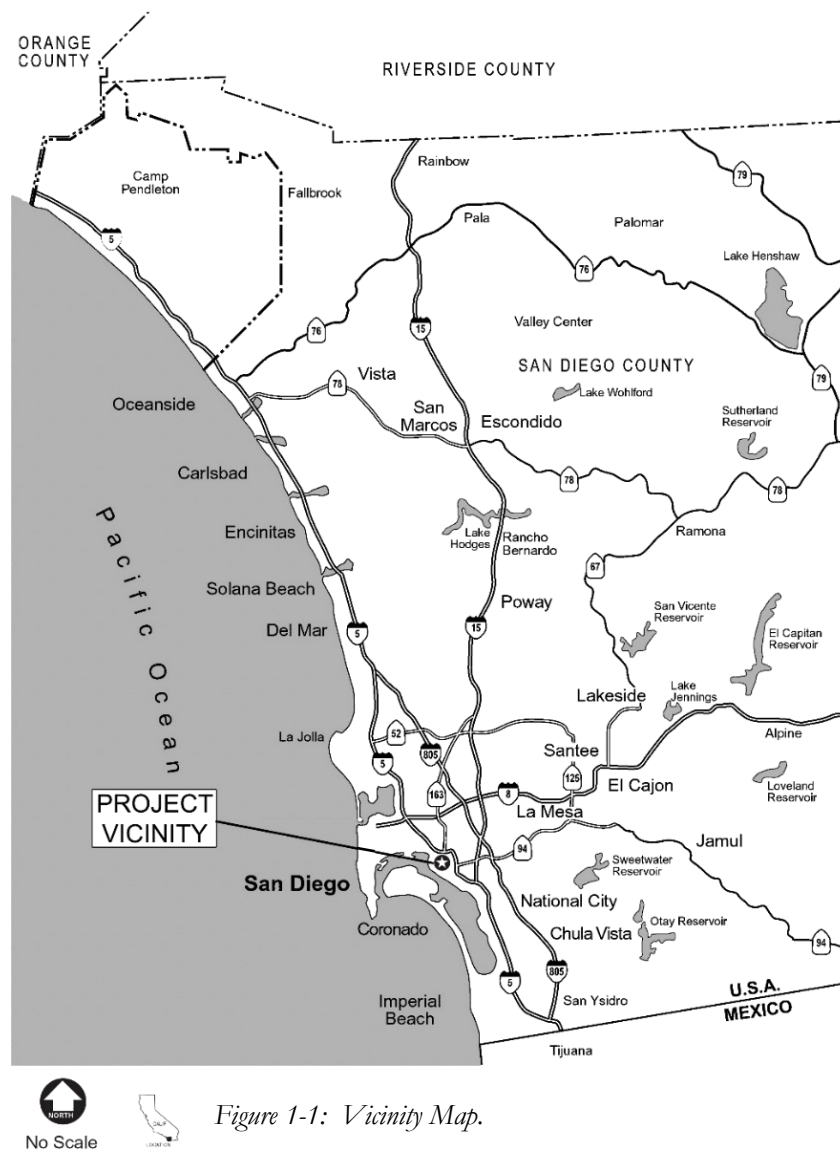 ORANGE
COUNTY
RIVERSIDE COUNTY
Rainbow
79
Camp
Pendleton
Fallbrook
Pala
Palomar
5
76
Lake Henshaw
15
Valley Center
76
SAN DIEGO COUNTY
Vista
78
79
Lake Wohlford
Oceanside
San
Marcos
Escondido
Sutherland
Reservoir
Carlsbad
78
78
Pacific Ocean
Encinitas
Lake
Hodges
Rancho
Bernardo
Ramona
67
Solana Beach
Poway
San Vicente
Reservoir
Del Mar
5
15
El Capitan
Reservoir
Lakeside
Lake
Jennings
La Jolla
52
805
Santee
Alpine
5
125
El Cajon
163
8
Loveland
Reservoir
PROJECT
VICINITY
La Mesa
94
Jamul
San Diego
Sweetwater
Reservoir
National City
Coronado
Chula Vista
Otay Reservoir
94
805
5
Imperial
Beach
San Ysidro
U.S.A.
MEXICO
Tijuana
NORTH
No Scale
CALIF
LOCATION
Figure 1-1: Vicinity Map.